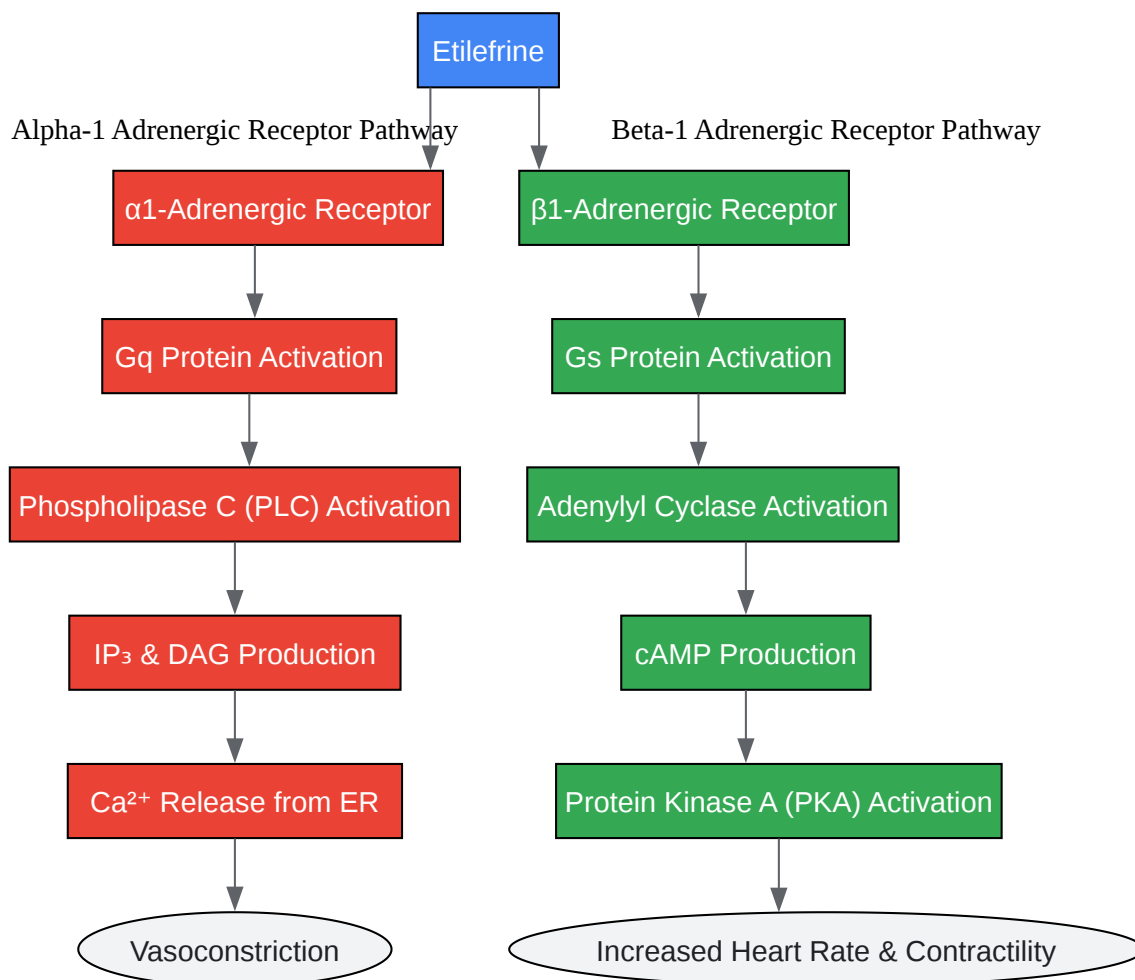 Etilefrine
Alpha-1 Adrenergic Receptor Pathway
Beta-1 Adrenergic Receptor Pathway
α1-Adrenergic Receptor
β1-Adrenergic Receptor
Gq Protein Activation
Gs Protein Activation
Phospholipase C (PLC) Activation
Adenylyl Cyclase Activation
IP₃ & DAG Production
cAMP Production
Ca²⁺ Release from ER
Protein Kinase A (PKA) Activation
Vasoconstriction
Increased Heart Rate & Contractility